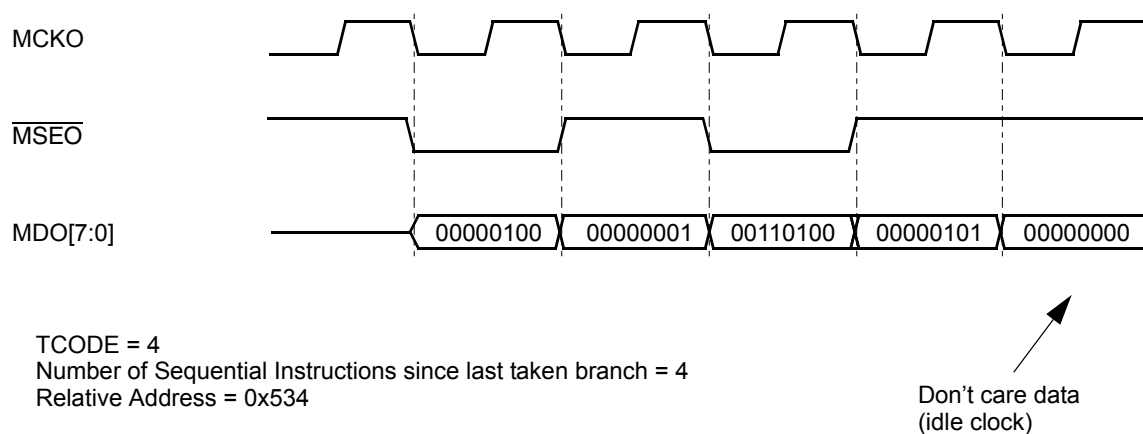 MCKO
MSEO
MDO[7:0]
00000100 00000001 00110100 00000101 00000000
TCODE = 4
Number of Sequential Instructions since last taken branch = 4
Relative Address = 0x534
Don't care data
(idle clock)